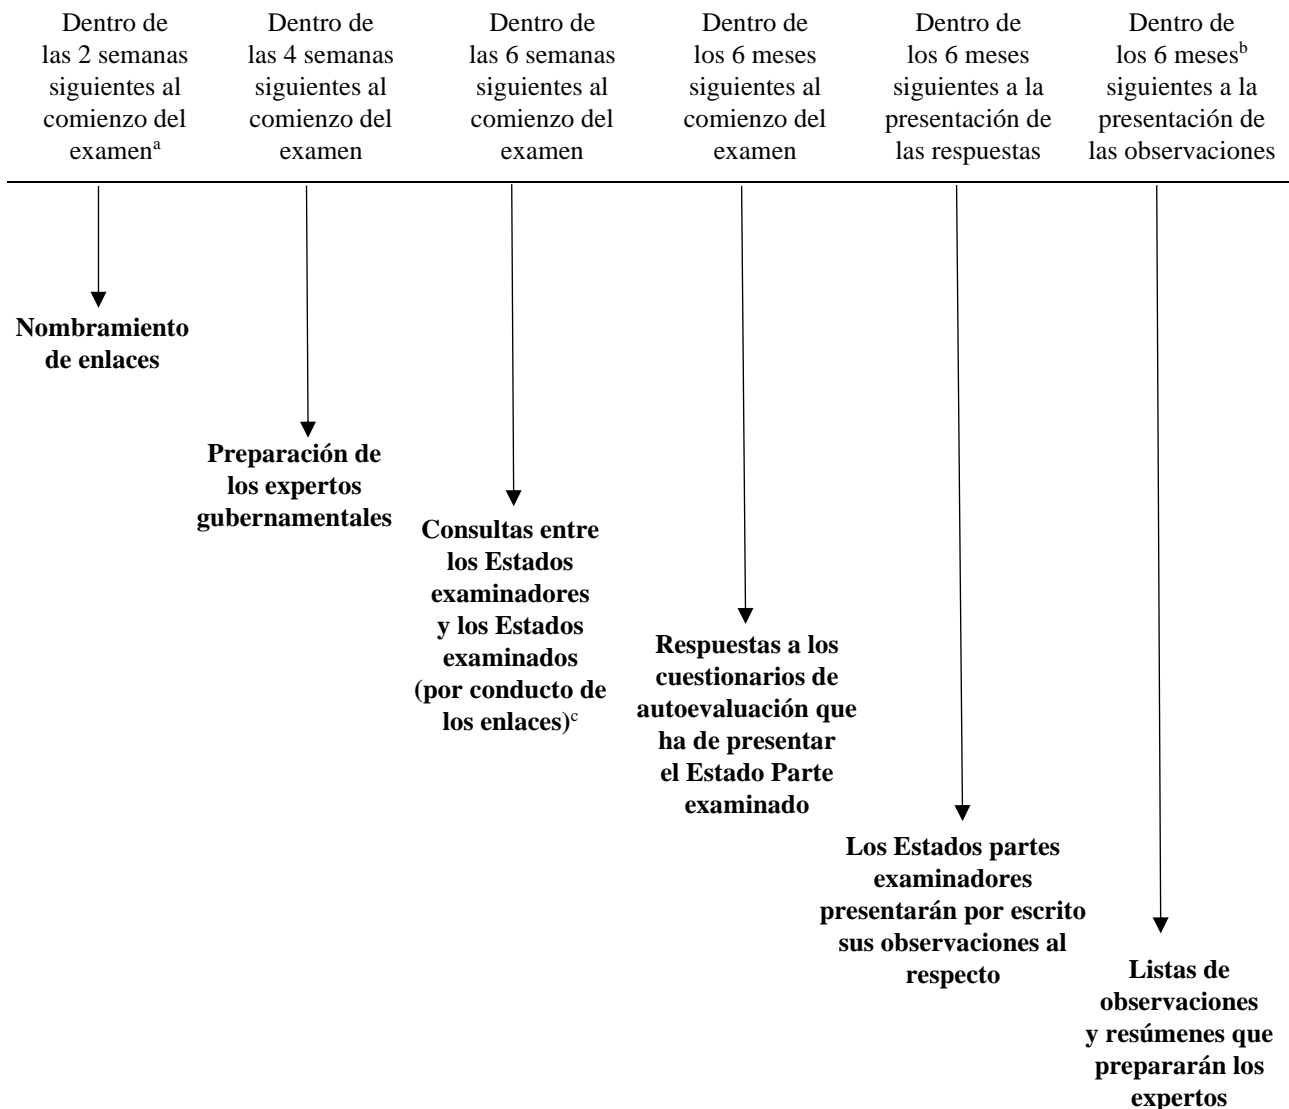 Dentro de
las 2 semanas
siguientes al
comienzo del
examenᵃ
Dentro de
las 4 semanas
siguientes al
comienzo del
examen
Dentro de
las 6 semanas
siguientes al
comienzo del
examen
Dentro de
los 6 meses
siguientes al
comienzo del
examen
Dentro de
los 6 meses
siguientes a la
presentación de
las respuestas
Dentro de
los 6 mesesᵇ
siguientes a la
presentación de
las observaciones
Nombramiento
de enlaces
Preparación de
los expertos
gubernamentales
Consultas entre
los Estados
examinadores
y los Estados
examinados
(por conducto de
los enlaces)ᶜ
Respuestas a los
cuestionarios de
autoevaluación que
ha de presentar
el Estado Parte
examinado
Los Estados partes
examinadores
presentarán por escrito
sus observaciones al
respecto
Listas de
observaciones
y resúmenes que
prepararán los
expertos